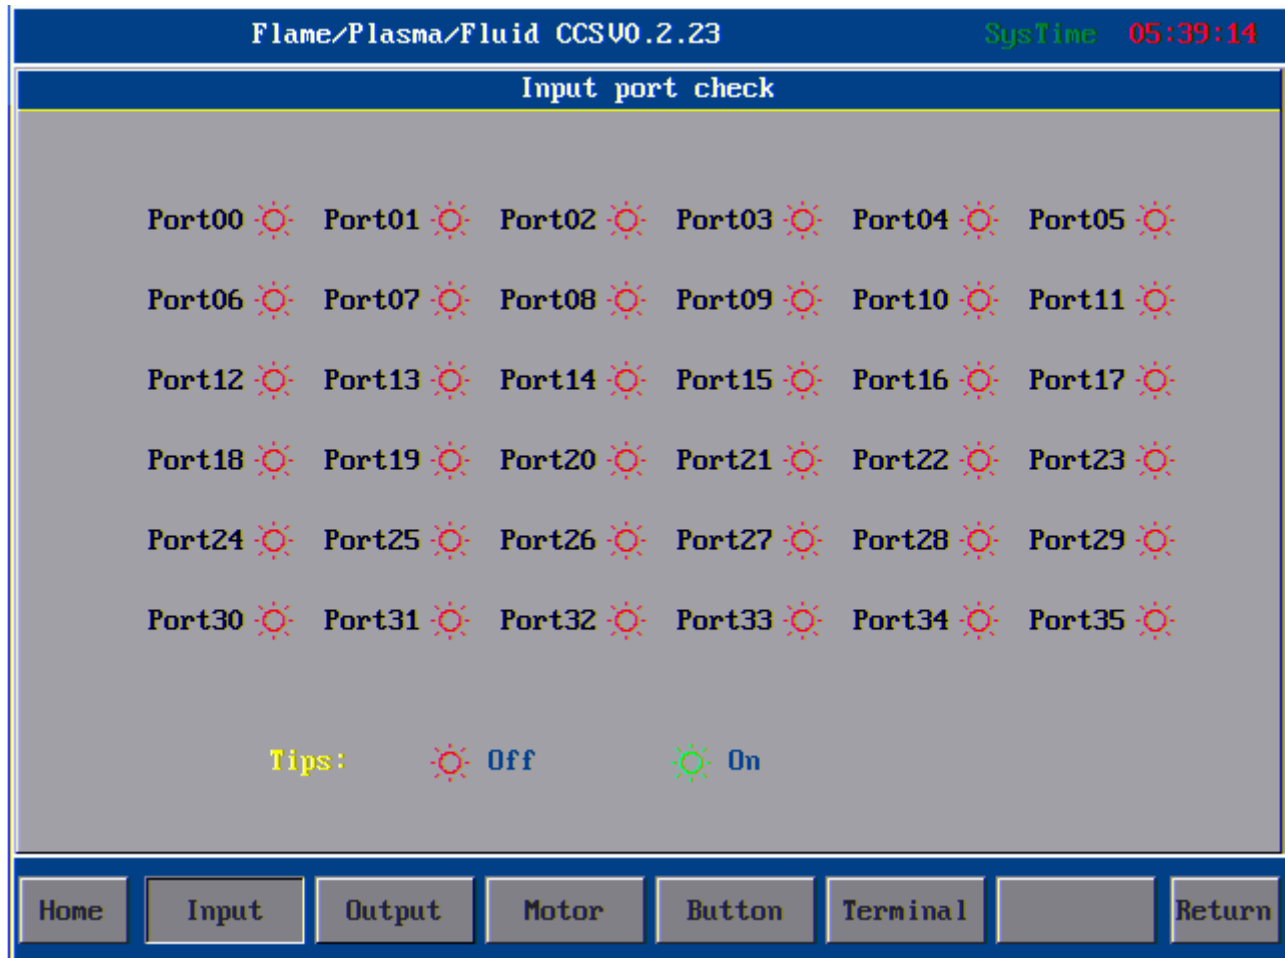 Flame/Plasma/Fluid CCSV0.2.23 SysTime 05:39:14
Input port check
Port00 Port01 Port02 Port03 Port04 Port05
Port06 Port07 Port08 Port09 Port10 Port11
Port12 Port13 Port14 Port15 Port16 Port17
Port18 Port19 Port20 Port21 Port22 Port23
Port24 Port25 Port26 Port27 Port28 Port29
Port30 Port31 Port32 Port33 Port34 Port35
Tips: Off On
Home Input Output Motor Button Terminal Return